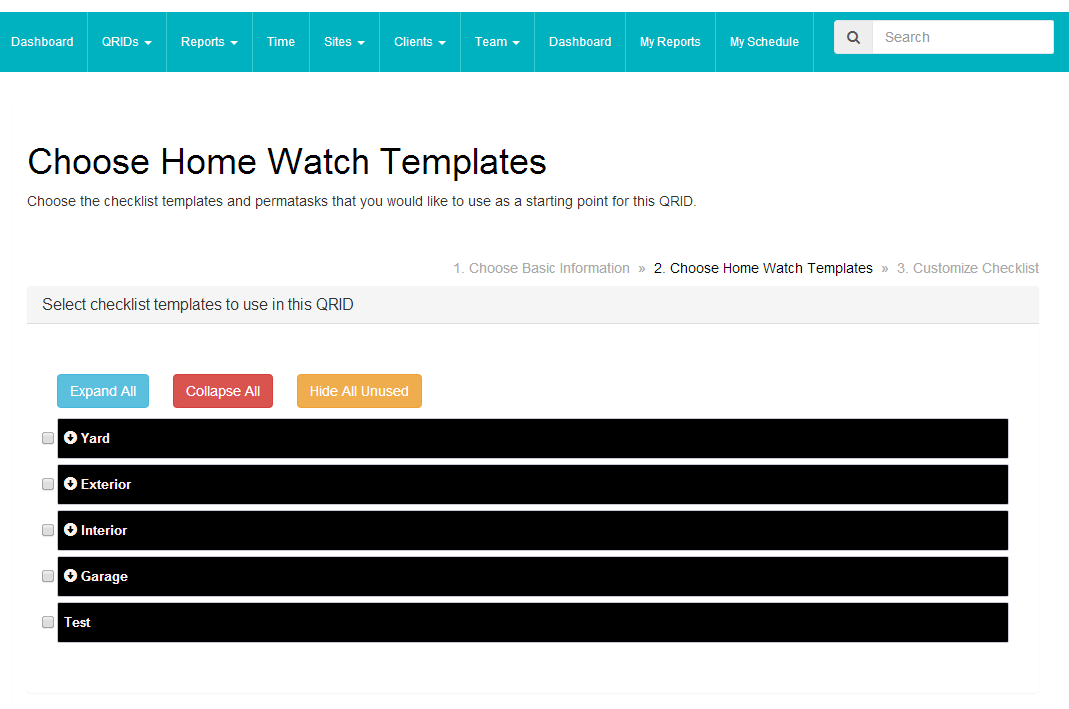 Dashboard QRIDs Reports Time Sites Clients Team Dashboard My Reports My Schedule Search
Choose Home Watch Templates
Choose the checklist templates and permatasks that you would like to use as a starting point for this QRID.
1. Choose Basic Information » 2. Choose Home Watch Templates » 3. Customize Checklist
Select checklist templates to use in this QRID
Expand All Collapse All Hide All Unused
Yard
Exterior
Interior
Garage
Test